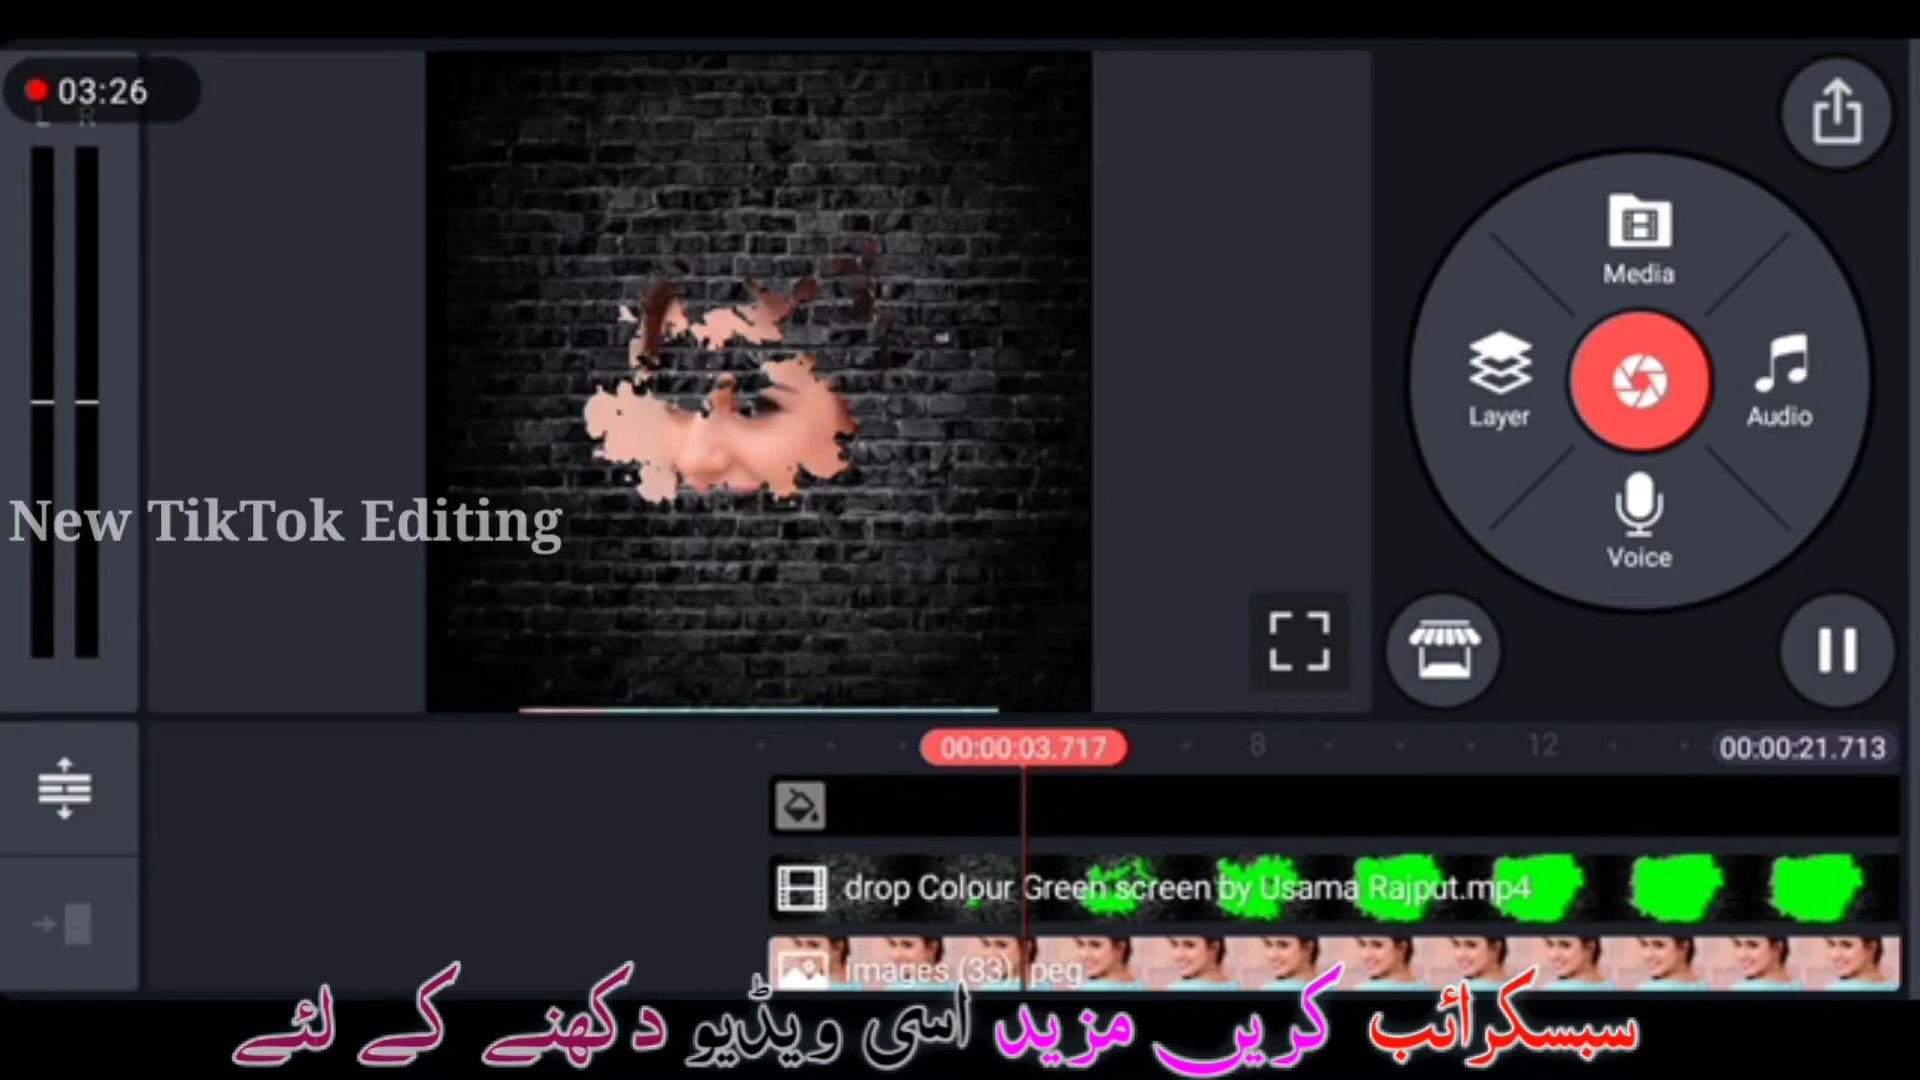 03:26
L R
Media
Layer
Audio
Voice
New TikTok Editing
00:00:03.717
8
12
00:00:21.713
drop Colour Green screen by Usama Rajput.mp4
images (33).jpeg
سبسکرائب کریں مزید اسی ویڈیو دکھنے کے لئے